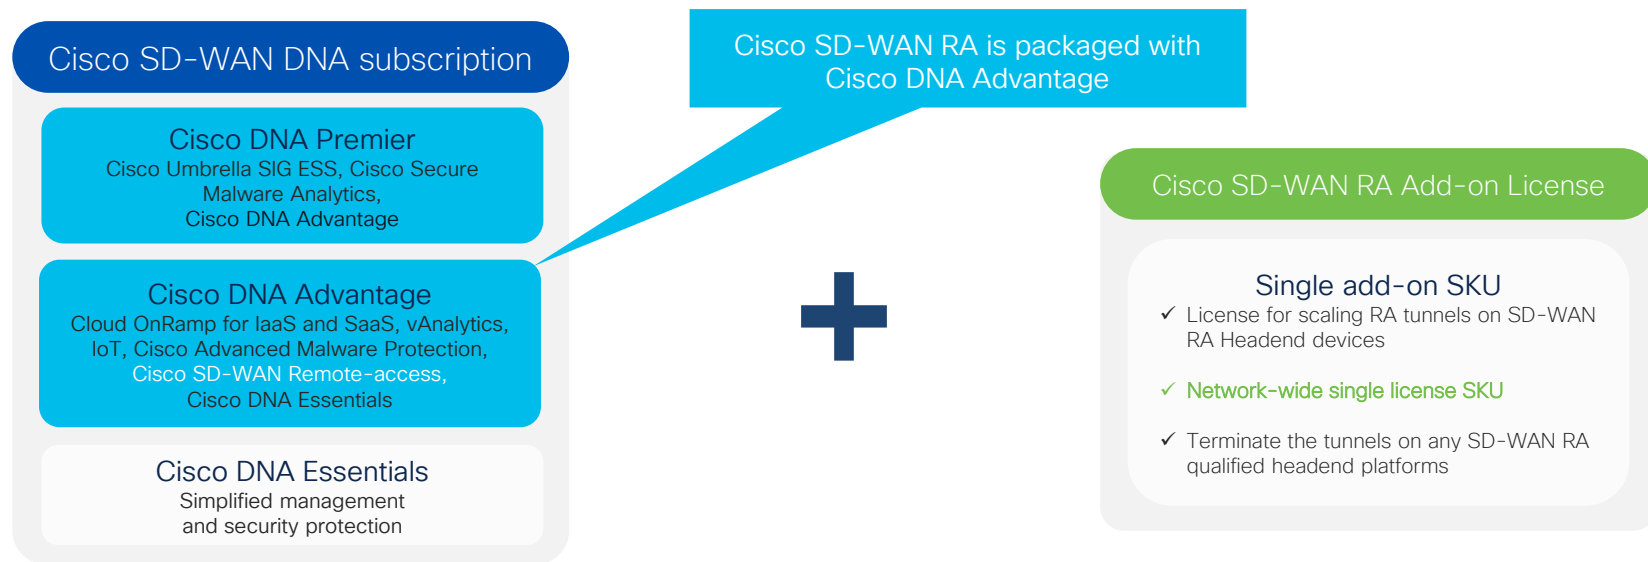 Cisco SD-WAN DNA subscription
Cisco DNA Premier
Cisco Umbrella SIG ESS, Cisco Secure
Malware Analytics,
Cisco DNA Advantage
Cisco DNA Advantage
Cloud OnRamp for IaaS and SaaS, vAnalytics,
IoT, Cisco Advanced Malware Protection,
Cisco SD-WAN Remote-access,
Cisco DNA Essentials
Cisco DNA Essentials
Simplified management
and security protection
Cisco SD-WAN RA is packaged with
Cisco DNA Advantage
Cisco SD-WAN RA Add-on License
Single add-on SKU
✓ License for scaling RA tunnels on SD-WAN
RA Headend devices
✓ Network-wide single license SKU
✓ Terminate the tunnels on any SD-WAN RA
qualified headend platforms